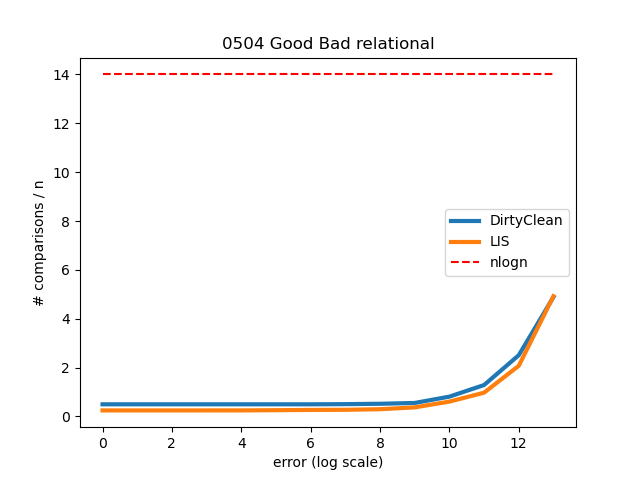 0504 Good Bad relational
# comparisons / n
14
12
10
8
6
4
2
0
DirtyClean
LIS
nlogn
0 2 4 6 8 10 12
error (log scale)